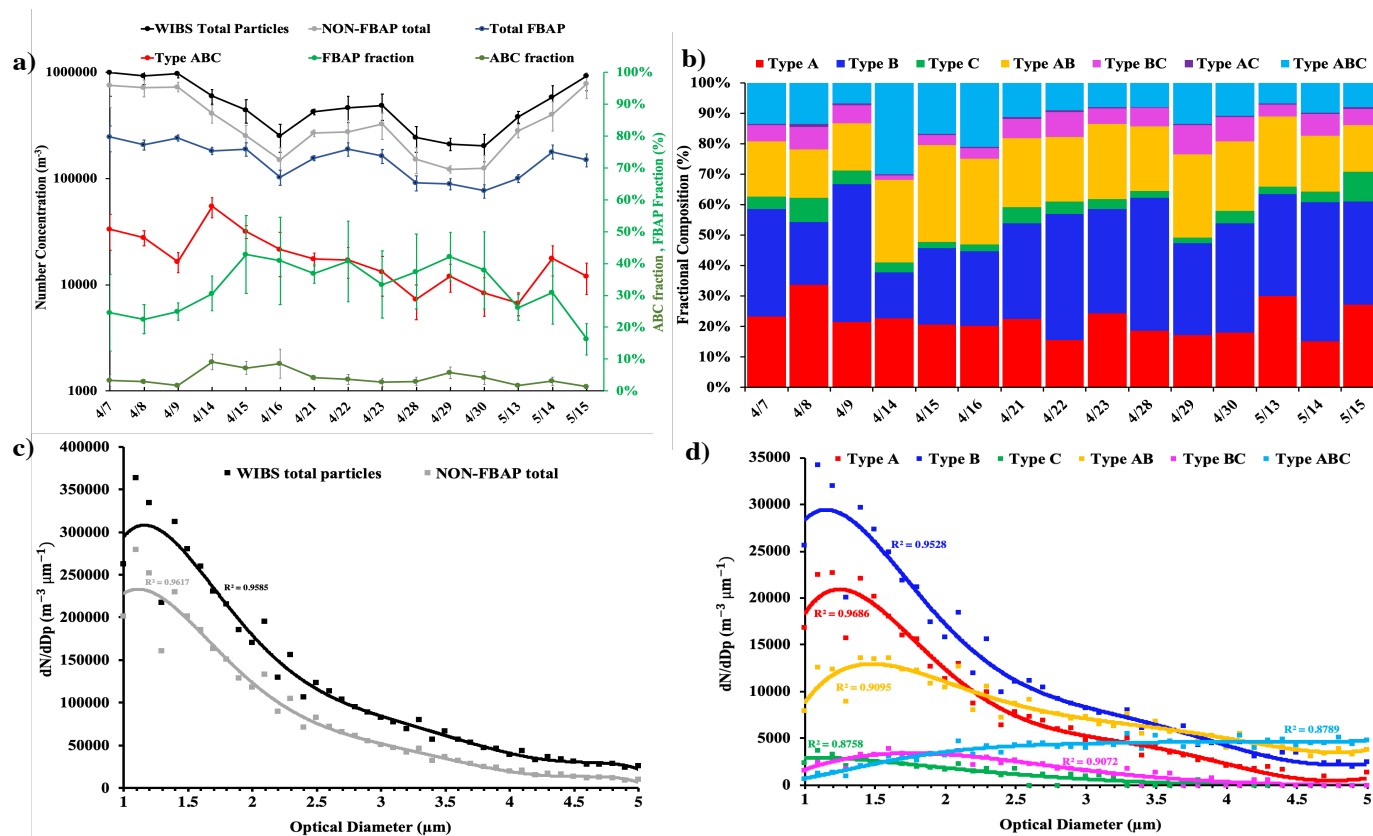 a)
WIBS Total Particles NON-FBAP total Total FBAP
Type ABC FBAP fraction ABC fraction
Number Concentration (m⁻³)
1000000
100000
10000
1000
100%
90%
80%
70%
60%
50%
40%
30%
20%
10%
0%
ABC fraction , FBAP Fraction (%)
4/7 4/8 4/9 4/14 4/15 4/16 4/21 4/22 4/23 4/28 4/29 4/30 5/13 5/14 5/15
b)
Type A Type B Type C Type AB Type BC Type AC Type ABC
Fractional Composition (%)
100%
90%
80%
70%
60%
50%
40%
30%
20%
10%
0%
4/7 4/8 4/9 4/14 4/15 4/16 4/21 4/22 4/23 4/28 4/29 4/30 5/13 5/14 5/15
c)
WIBS total particles NON-FBAP total
dN/dDp (m⁻³ µm⁻¹)
400000
350000
300000
250000
200000
150000
100000
50000
0
R² = 0.9617
R² = 0.9585
1 1.5 2 2.5 3 3.5 4 4.5 5
Optical Diameter (µm)
d)
Type A Type B Type C Type AB Type BC Type ABC
dN/dDp (m⁻³ µm⁻¹)
35000
30000
25000
20000
15000
10000
5000
0
R² = 0.9528
R² = 0.9686
R² = 0.9095
R² = 0.8789
R² = 0.8758
R² = 0.9072
1 1.5 2 2.5 3 3.5 4 4.5 5
Optical Diameter (µm)